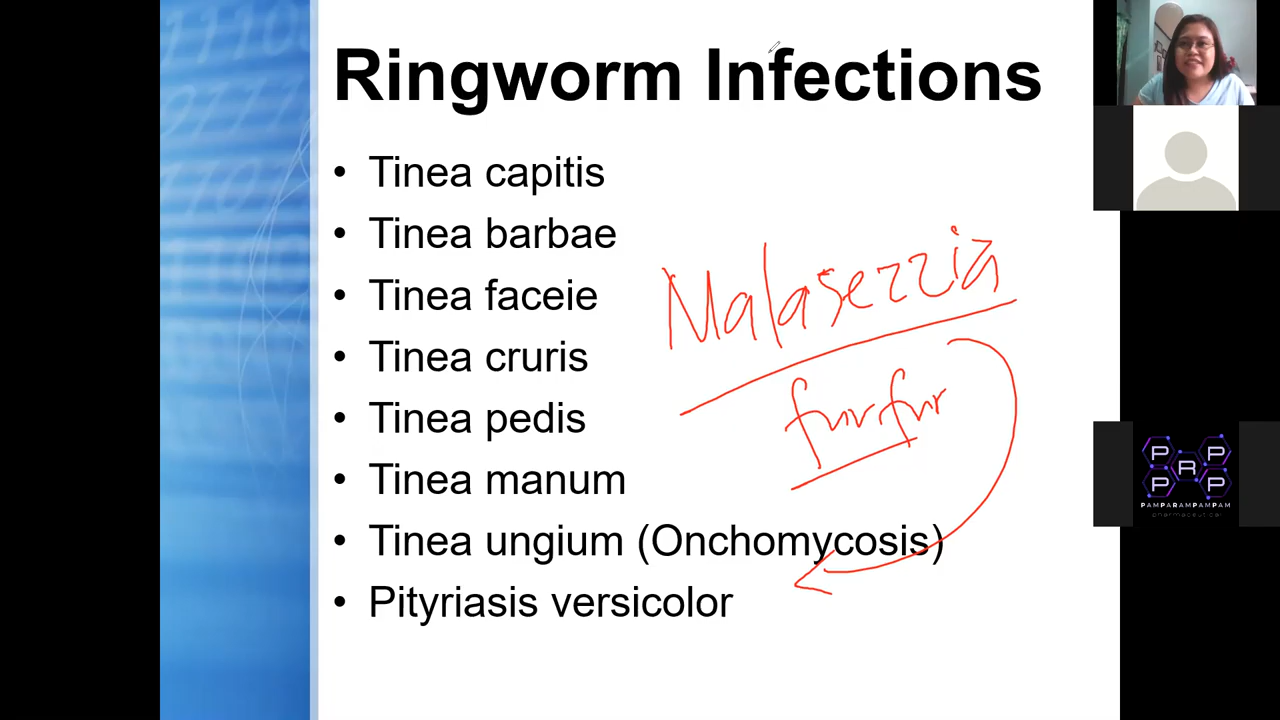 Ringworm Infections
• Tinea capitis
• Tinea barbae
• Tinea faceie
• Tinea cruris
• Tinea pedis
• Tinea manum
• Tinea ungium (Onchomycosis)
• Pityriasis versicolor
Malasezzia
furfur
P P
R
P P
PAMPARAMPAMPAM
pharmaceutical